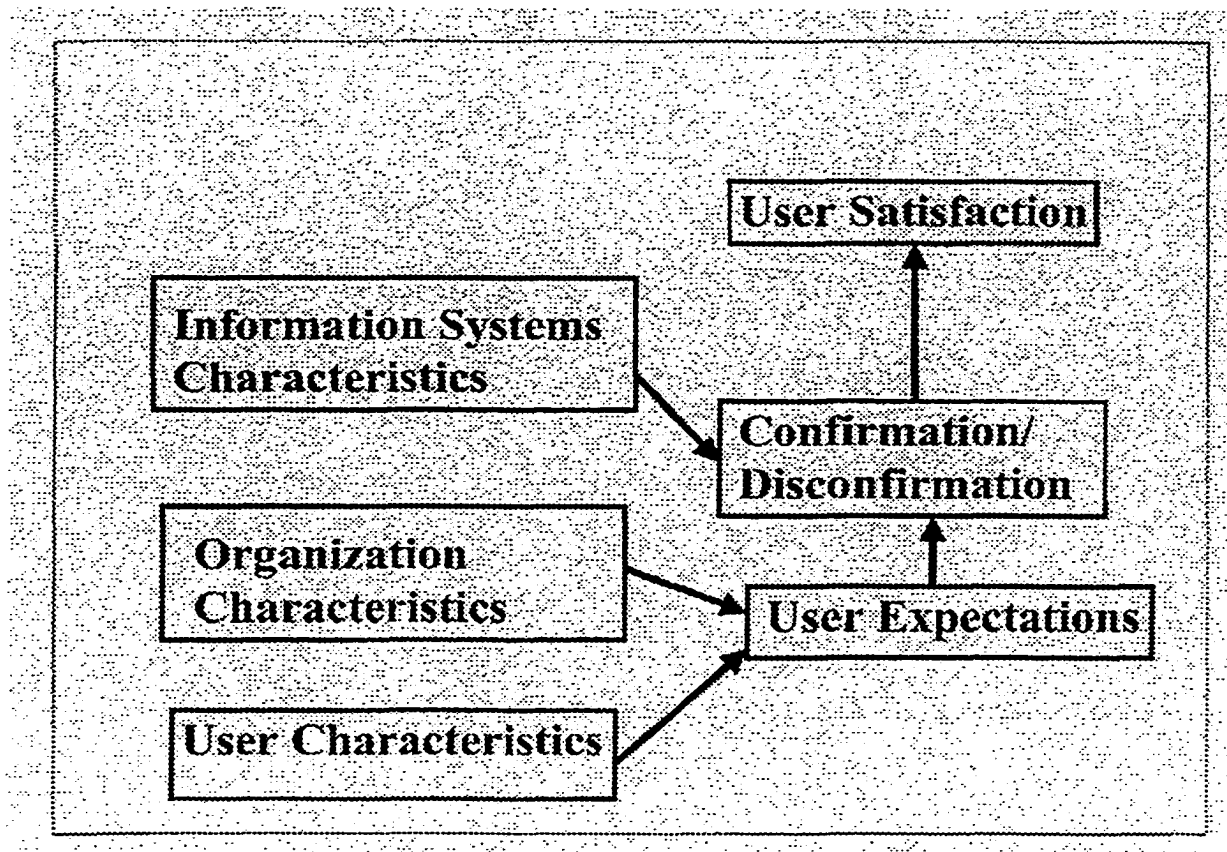 User Satisfaction
Information Systems
Characteristics
Confirmation/
Disconfirmation
Organization
Characteristics
User Expectations
User Characteristics